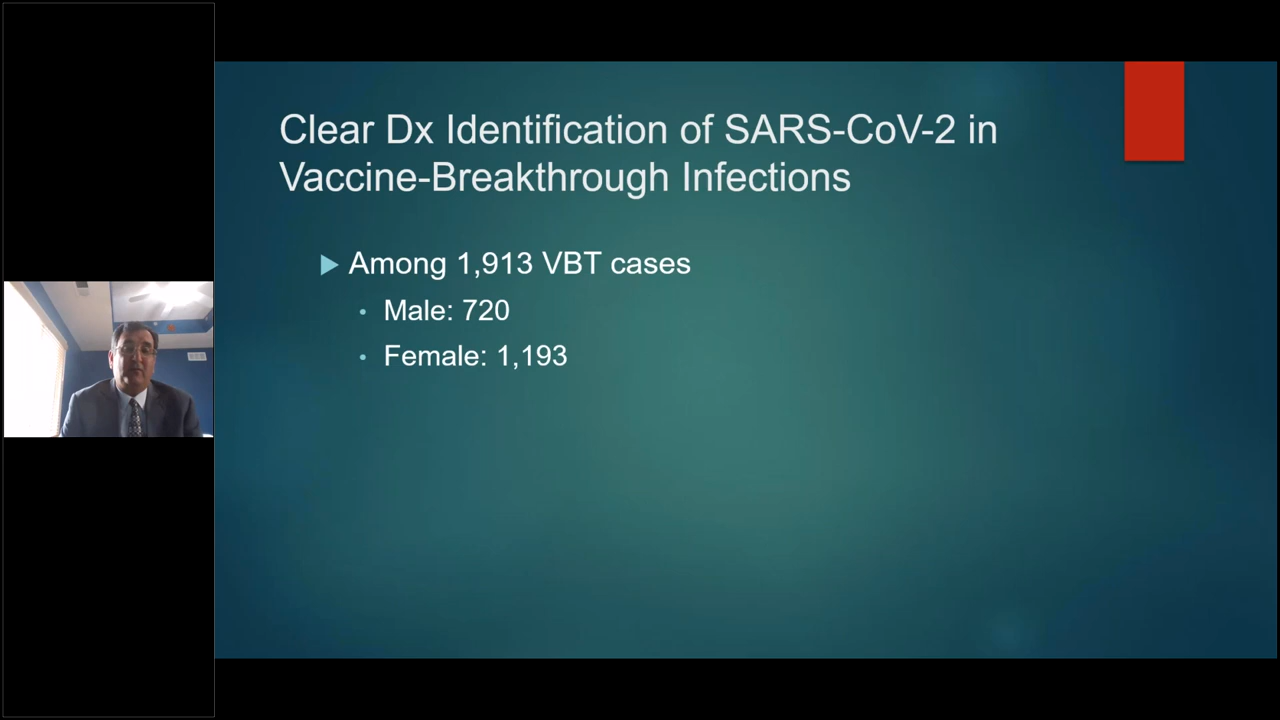 Clear Dx Identification of SARS-CoV-2 in
Vaccine-Breakthrough Infections
Among 1,913 VBT cases
Male: 720
Female: 1,193